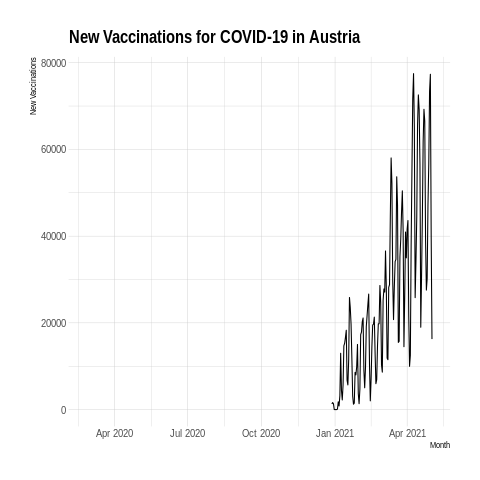 New Vaccinations for COVID-19 in Austria
New Vaccinations
80000
60000
40000
20000
0
Apr 2020 Jul 2020 Oct 2020 Jan 2021 Apr 2021
Month